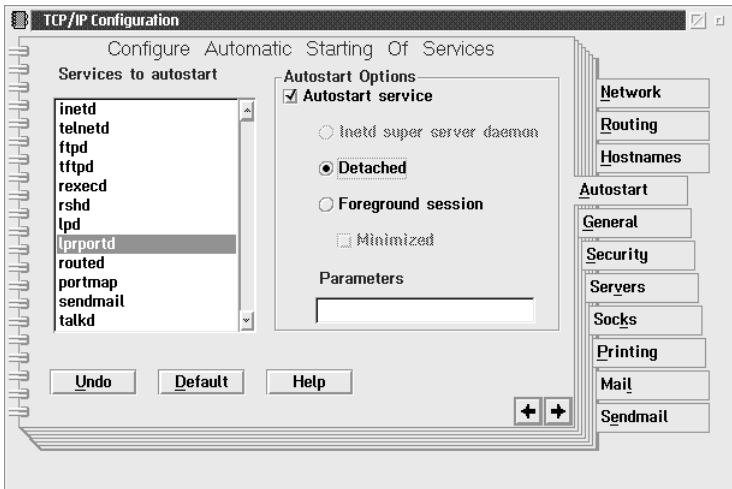 TCP/IP Configuration
Configure Automatic Starting Of Services
Services to autostart
inetd
telnetd
ftpd
tftpd
rexecd
rshd
lpd
lprportd
routed
portmap
sendmail
talkd
Autostart Options
Autostart service
Inetd super server daemon
Detached
Foreground session
Minimized
Parameters
Undo
Default
Help
Network
Routing
Hostnames
Autostart
General
Security
Servers
Socks
Printing
Mail
Sendmail